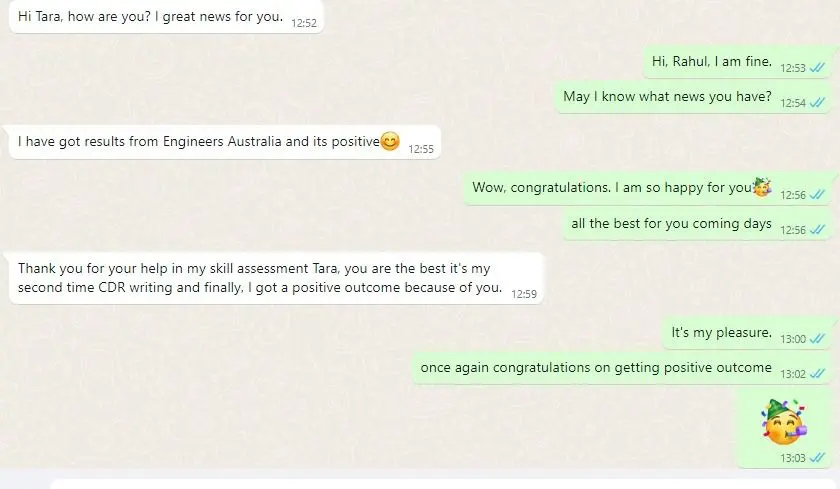 Hi Tara, how are you? I great news for you. 12:52
Hi, Rahul, I am fine. 12:53
May I know what news you have? 12:54
I have got results from Engineers Australia and its positive😊 12:55
Wow, congratulations. I am so happy for you🥳 12:56
all the best for you coming days 12:56
Thank you for your help in my skill assessment Tara, you are the best it's my
second time CDR writing and finally, I got a positive outcome because of you. 12:59
It's my pleasure. 13:00
once again congratulations on getting positive outcome 13:02
🥳
13:03